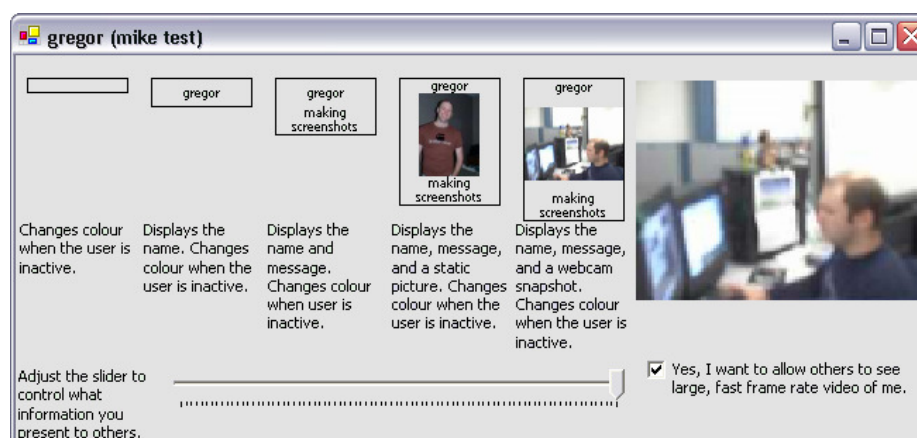 gregor (mike test)
gregor
gregor
making
screenshots
gregor
making
screenshots
gregor
making
screenshots
Changes colour
when the user is
inactive.
Displays the
name. Changes
colour when the
user is inactive.
Displays the
name and
message.
Changes colour
when user is
inactive.
Displays the
name, message,
and a static
picture. Changes
colour when the
user is inactive.
Displays the
name, message,
and a webcam
snapshot.
Changes colour
when the user is
inactive.
Adjust the slider to
control what
information you
present to others.
Yes, I want to allow others to see
large, fast frame rate video of me.